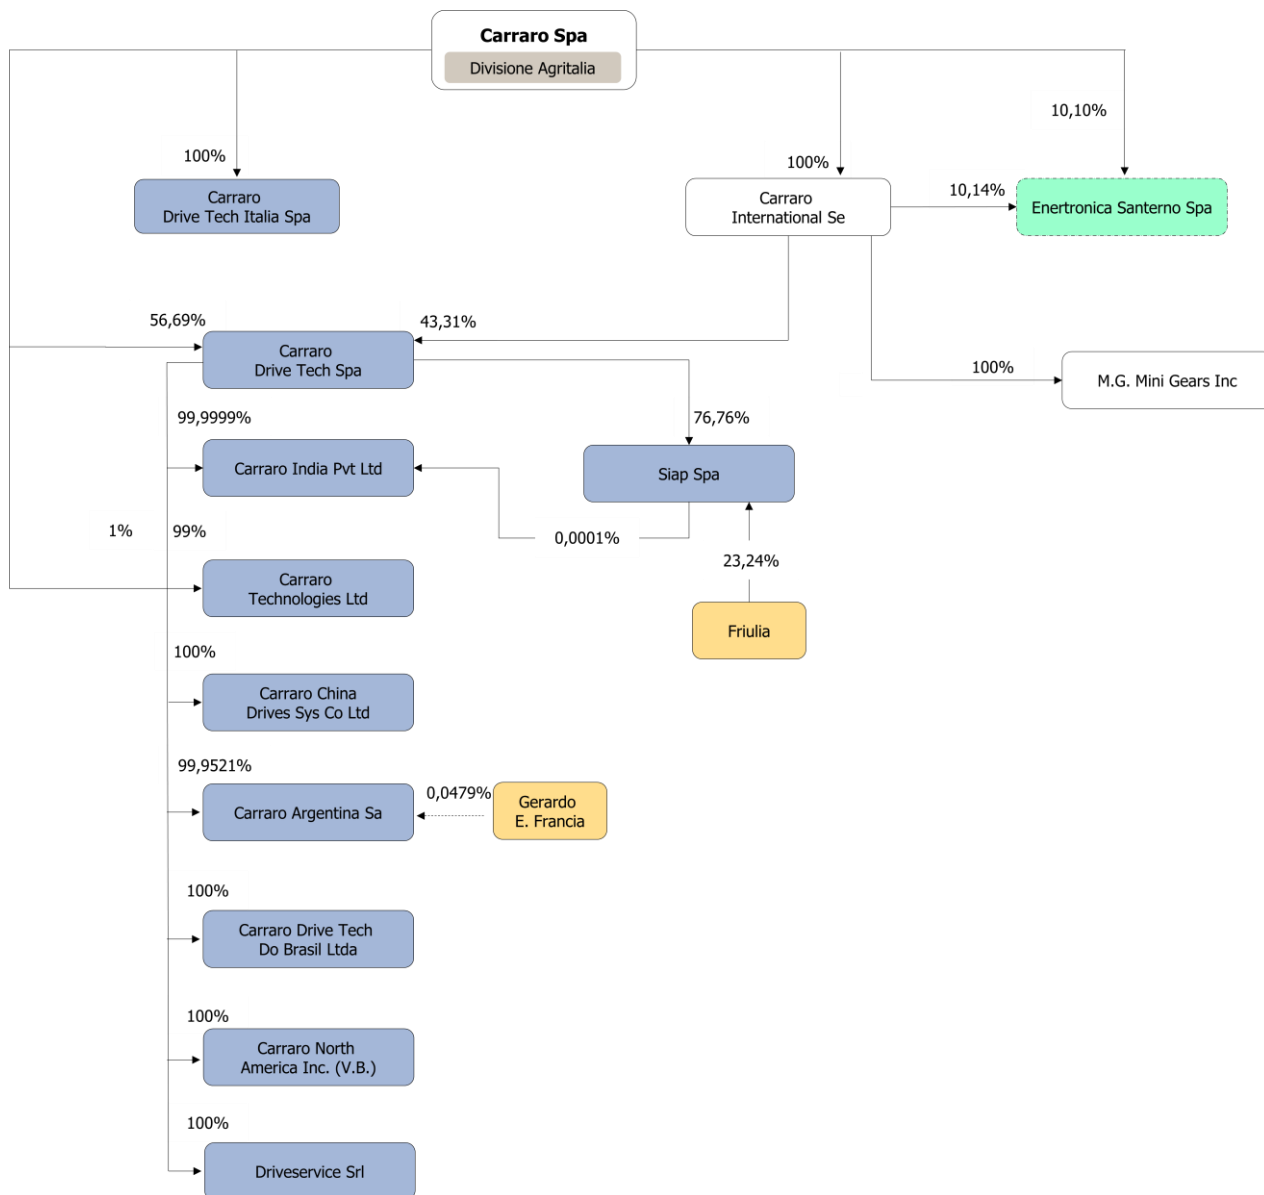 Carraro Spa
Divisione Agritalia
10,10%
100%
100%
10,14%
Carraro
Drive Tech Italia Spa
Carraro
International Se
Enertronica Santerno Spa
56,69%
43,31%
Carraro
Drive Tech Spa
100%
M.G. Mini Gears Inc
99,9999%
76,76%
Carraro India Pvt Ltd
Siap Spa
1%
99%
0,0001%
23,24%
Carraro
Technologies Ltd
Friulia
100%
Carraro China
Drives Sys Co Ltd
99,9521%
0,0479%
Carraro Argentina Sa
Gerardo
E. Francia
100%
Carraro Drive Tech
Do Brasil Ltda
100%
Carraro North
America Inc. (V.B.)
100%
Driveservice Srl